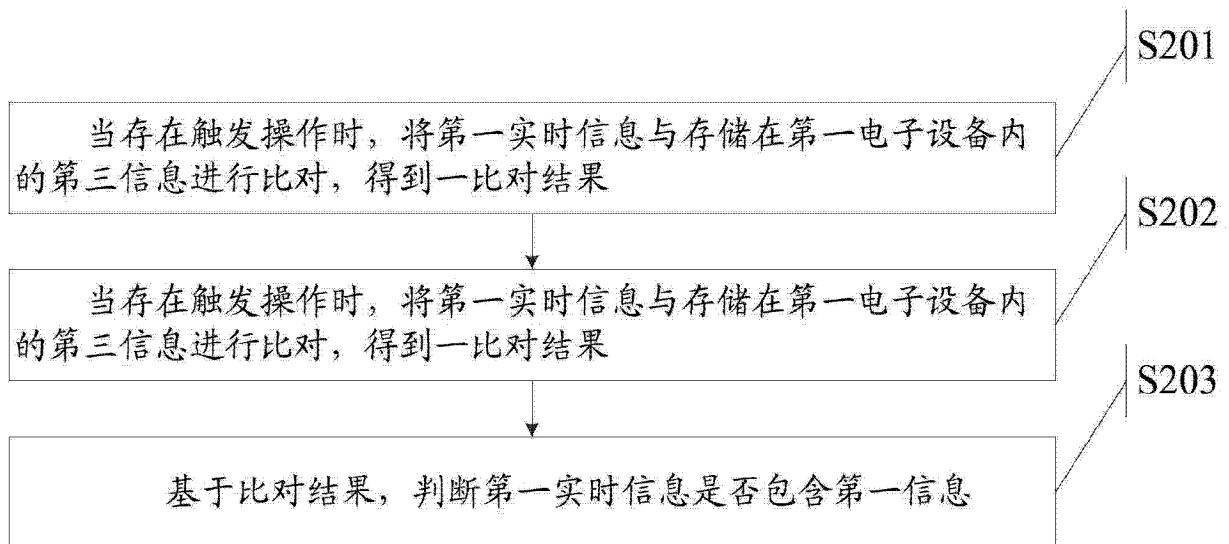 S201
当存在触发操作时，将第一实时信息与存储在第一电子设备内
的第三信息进行比对，得到一比对结果
S202
当存在触发操作时，将第一实时信息与存储在第一电子设备内
的第三信息进行比对，得到一比对结果
S203
基于比对结果，判断第一实时信息是否包含第一信息